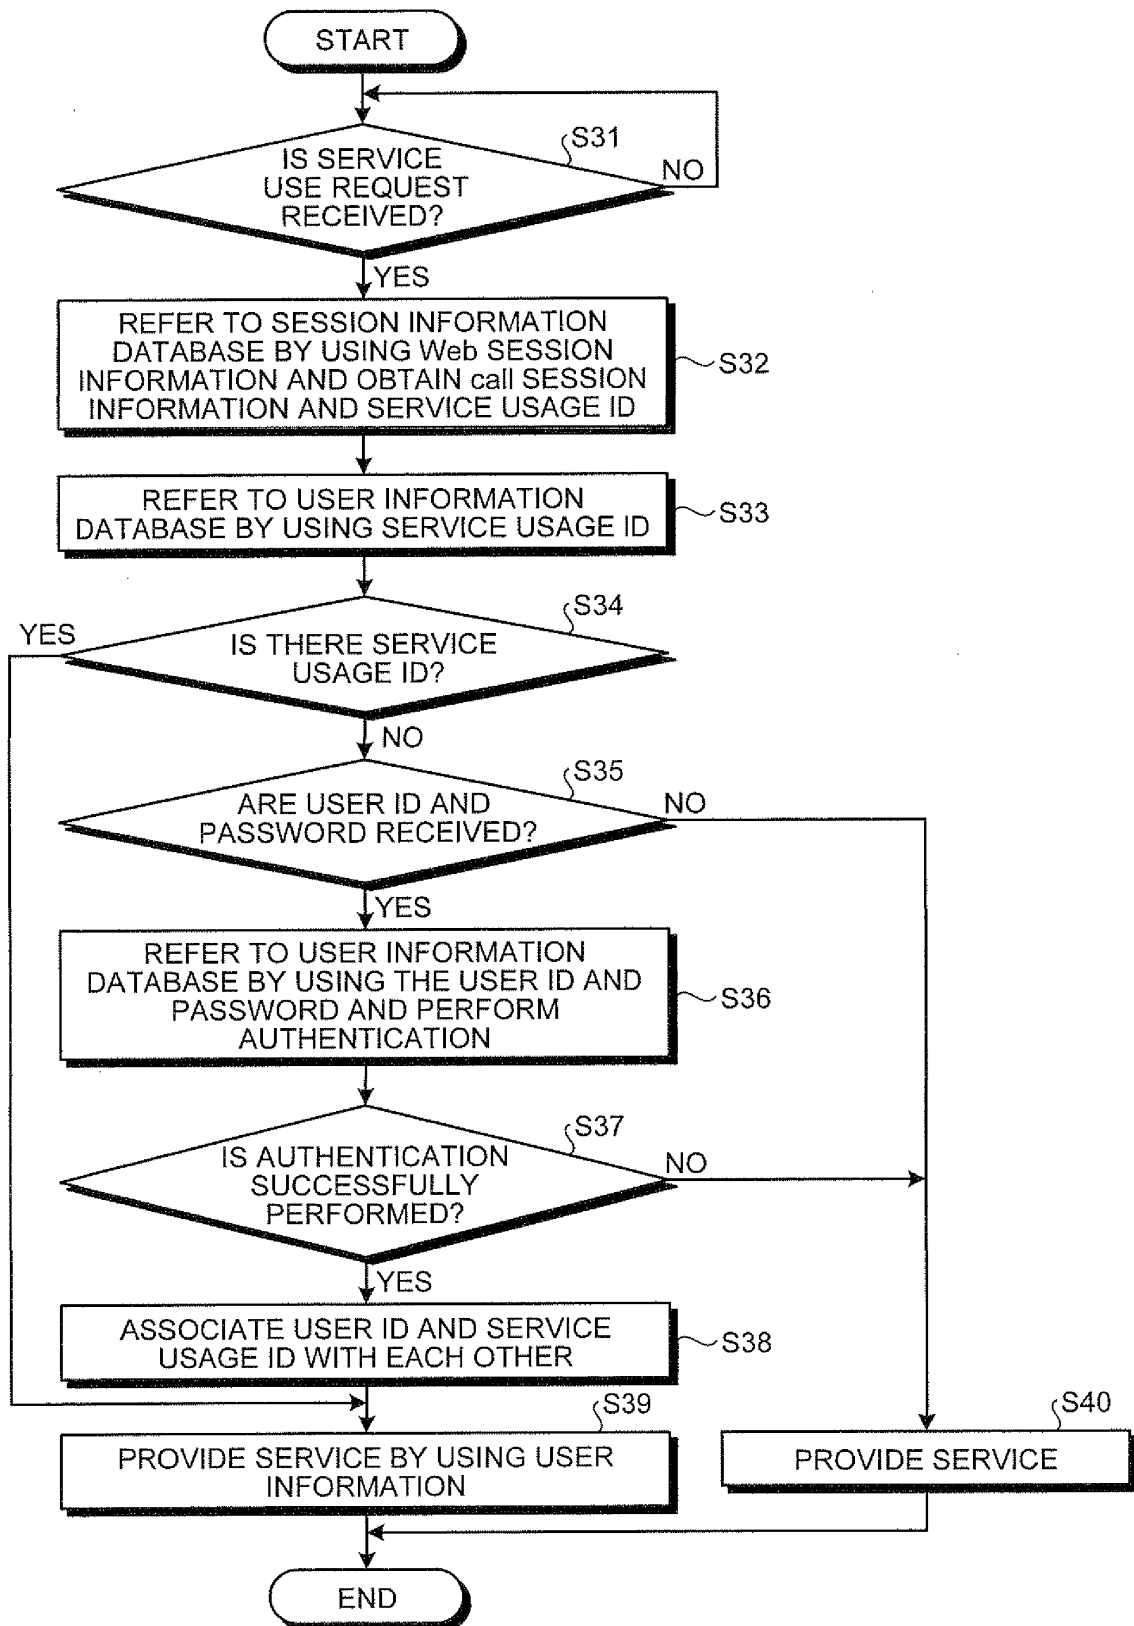 START
S31
IS SERVICE
USE REQUEST
RECEIVED?
NO
YES
REFER TO SESSION INFORMATION
DATABASE BY USING Web SESSION
INFORMATION AND OBTAIN call SESSION
INFORMATION AND SERVICE USAGE ID
S32
REFER TO USER INFORMATION
DATABASE BY USING SERVICE USAGE ID
S33
S34
YES
IS THERE SERVICE
USAGE ID?
NO
S35
ARE USER ID AND
PASSWORD RECEIVED?
NO
YES
REFER TO USER INFORMATION
DATABASE BY USING THE USER ID AND
PASSWORD AND PERFORM
AUTHENTICATION
S36
S37
IS AUTHENTICATION
SUCCESSFULLY
PERFORMED?
NO
YES
ASSOCIATE USER ID AND SERVICE
USAGE ID WITH EACH OTHER
S38
S39
PROVIDE SERVICE BY USING USER
INFORMATION
S40
PROVIDE SERVICE
END